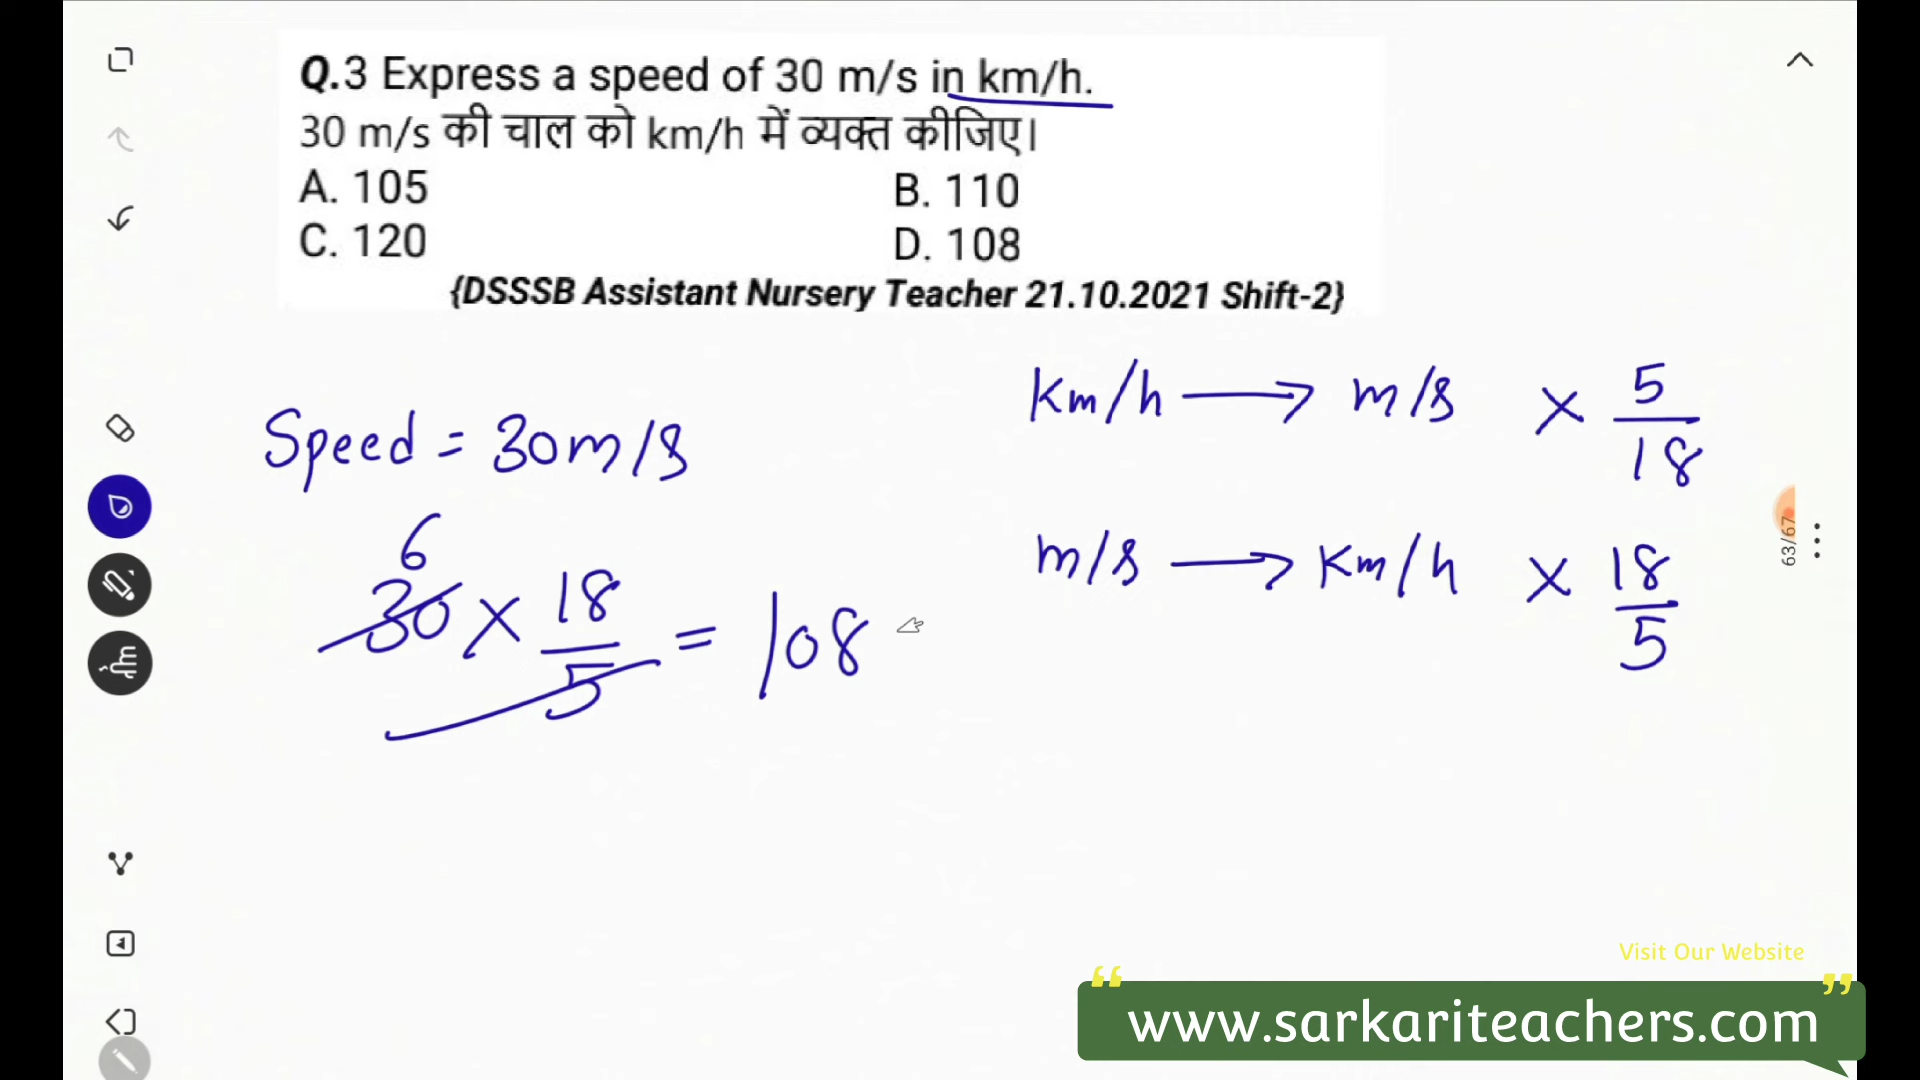 Q.3 Express a speed of 30 m/s in km/h.
30 m/s की चाल को km/h में व्यक्त कीजिए।
A. 105 B. 110
C. 120 D. 108
{DSSSB Assistant Nursery Teacher 21.10.2021 Shift-2}
Km/h → m/s × 5/18
Speed = 30m/s
m/s → Km/h × 18/5
6
30 × 18/5 = 108
63/67
Visit Our Website
“ www.sarkariteachers.com ”